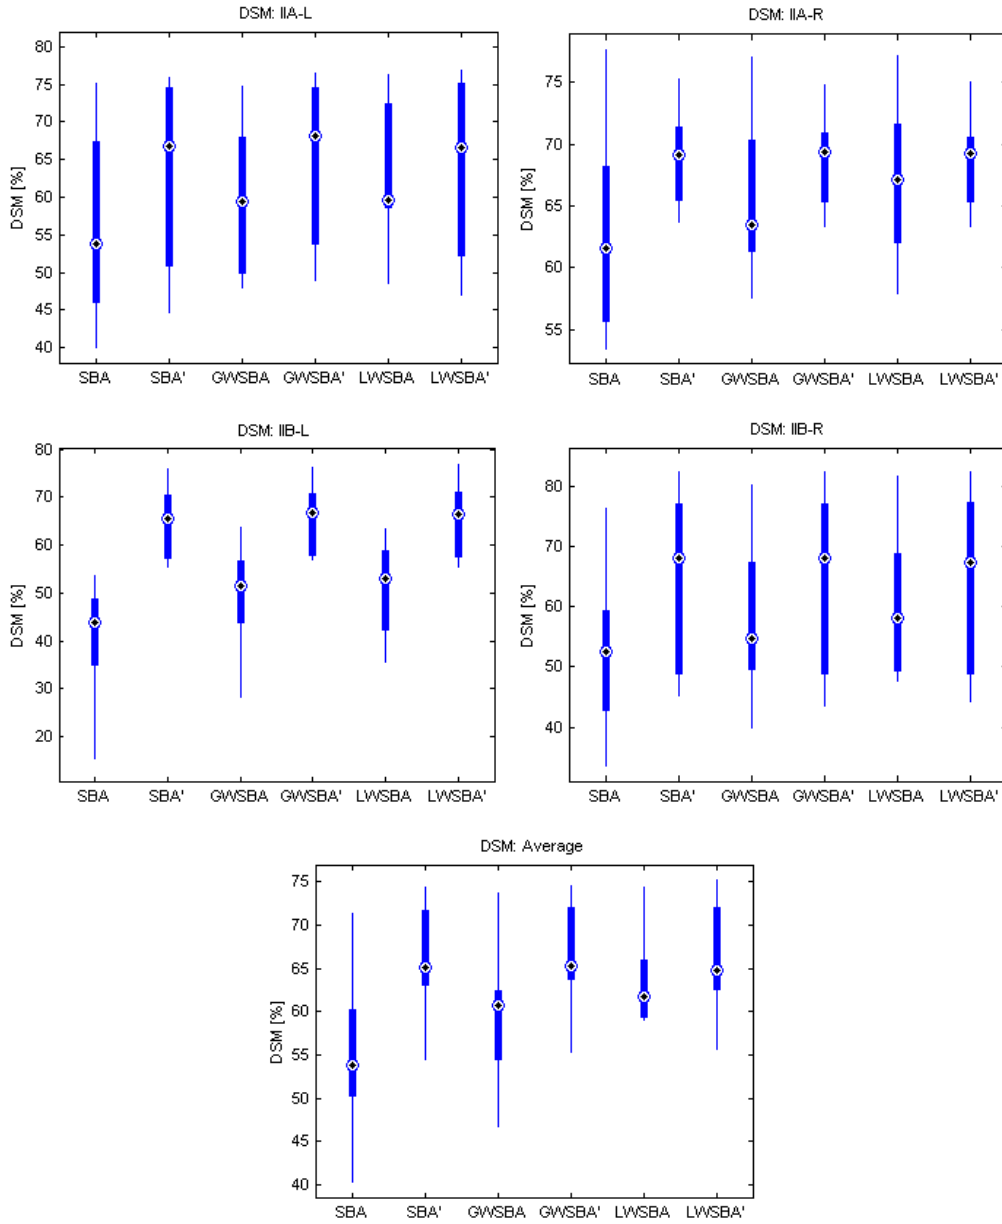 DSM: IIA-L
80
75
70
65
60
55
50
45
40
DSM [%]
SBA SBA' GWSBA GWSBA' LWSBA LWSBA'
DSM: IIA-R
75
70
65
60
55
DSM [%]
SBA SBA' GWSBA GWSBA' LWSBA LWSBA'
DSM: IIB-L
80
70
60
50
40
30
20
DSM [%]
SBA SBA' GWSBA GWSBA' LWSBA LWSBA'
DSM: IIB-R
80
70
60
50
40
DSM [%]
SBA SBA' GWSBA GWSBA' LWSBA LWSBA'
DSM: Average
75
70
65
60
55
50
45
40
DSM [%]
SBA SBA' GWSBA GWSBA' LWSBA LWSBA'